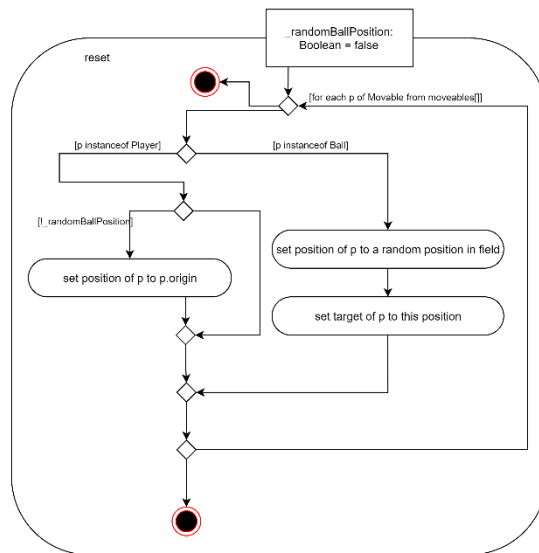 _randomBallPosition:
Boolean = false
reset
[for each p of Movable from moveables[]]
[p instanceof Player]
[p instanceof Ball]
[!_randomBallPosition]
set position of p to a random position in field
set position of p to p.origin
set target of p to this position